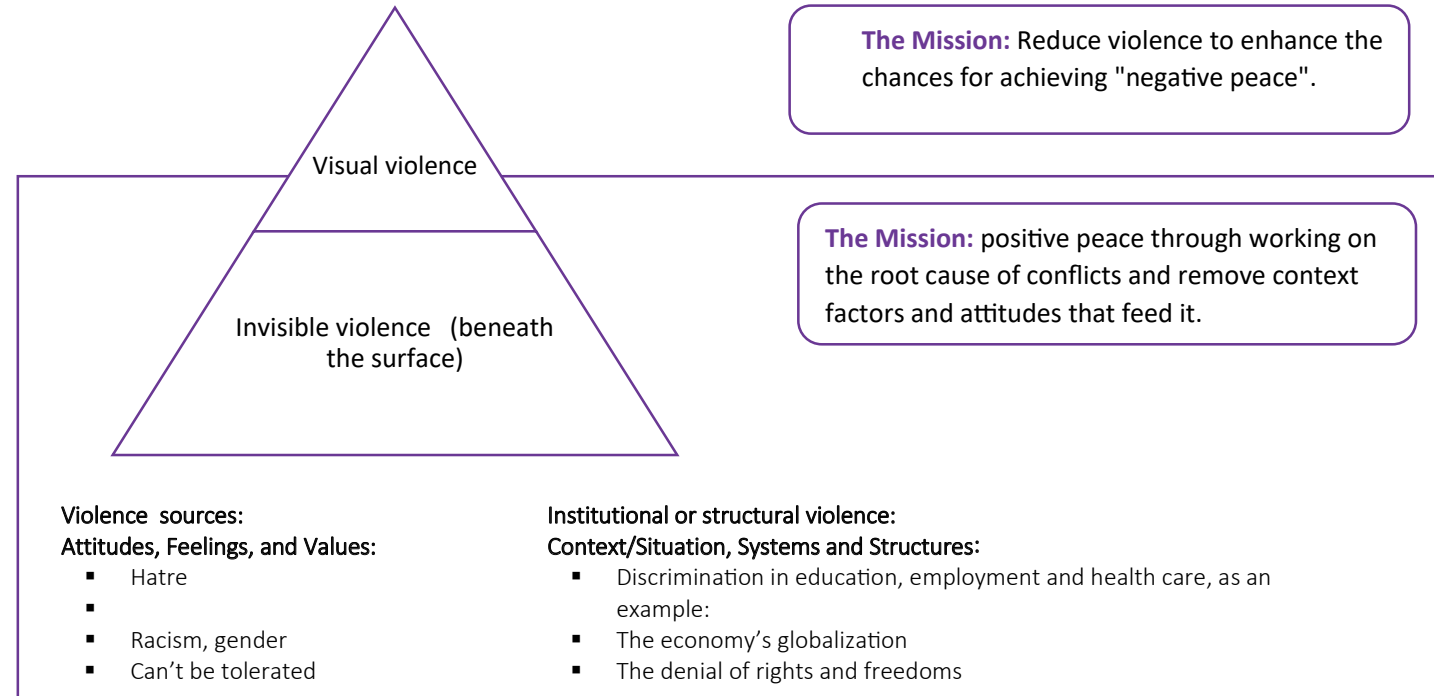 The Mission: Reduce violence to enhance the
chances for achieving "negative peace".
Visual violence
The Mission: positive peace through working on
the root cause of conflicts and remove context
factors and attitudes that feed it.
Invisible violence (beneath
the surface)
Violence sources:
Attitudes, Feelings, and Values:
▪ Hatre
▪
▪ Racism, gender
▪ Can't be tolerated
Institutional or structural violence:
Context/Situation, Systems and Structures:
▪ Discrimination in education, employment and health care, as an
example:
▪ The economy’s globalization
▪ The denial of rights and freedoms